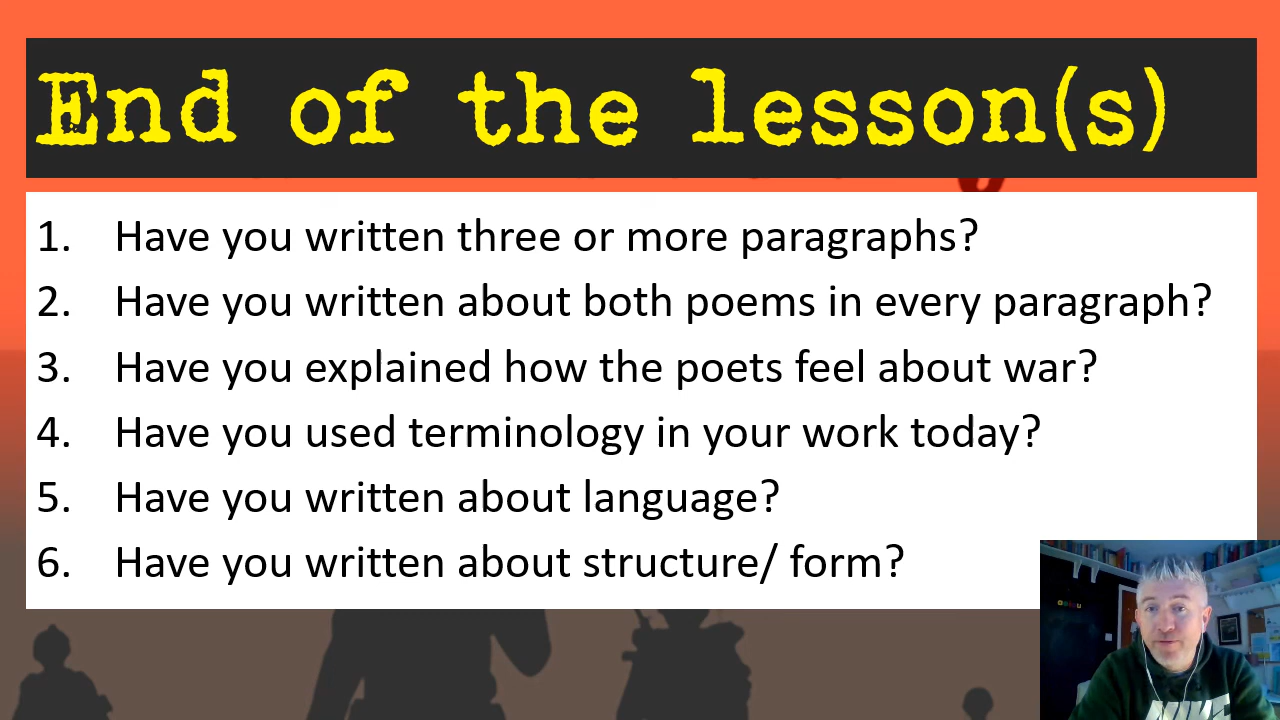 End of the lesson(s)
1. Have you written three or more paragraphs?
2. Have you written about both poems in every paragraph?
3. Have you explained how the poets feel about war?
4. Have you used terminology in your work today?
5. Have you written about language?
6. Have you written about structure/ form?
NIKE